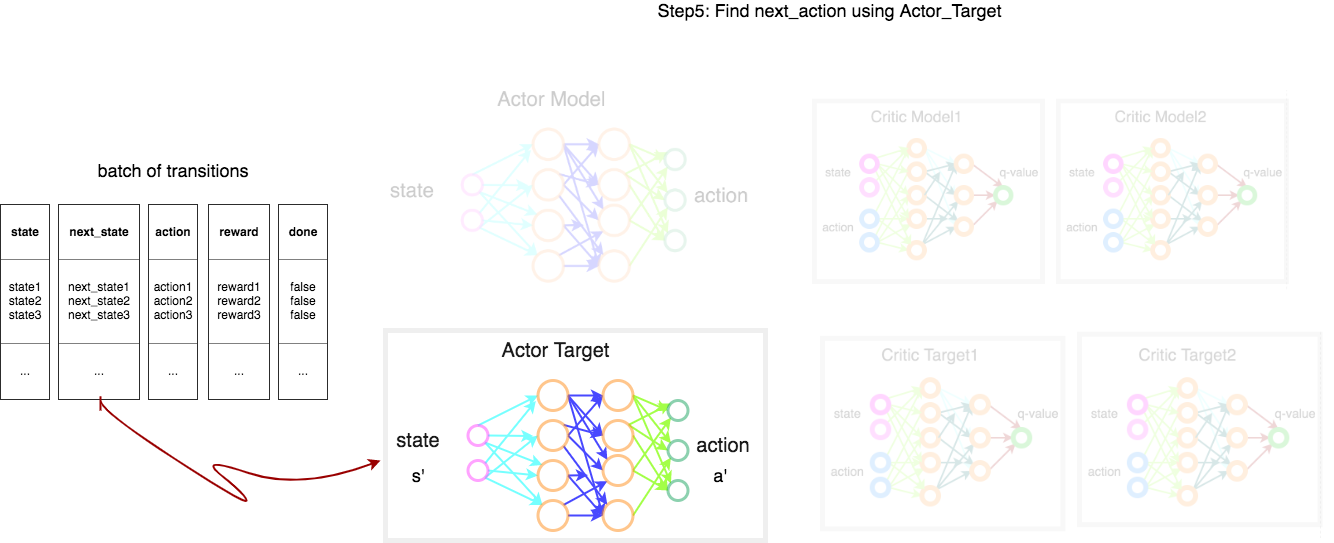 Step5: Find next_action using Actor_Target
Actor Model
state
action
Critic Model1
state
action
q-value
Critic Model2
state
action
q-value
batch of transitions
state next_state action reward done
state1 next_state1 action1 reward1 false
state2 next_state2 action2 reward2 false
state3 next_state3 action3 reward3 false
... ... ... ... ...
Actor Target
state
s'
action
a'
Critic Target1
state
action
q-value
Critic Target2
state
action
q-value